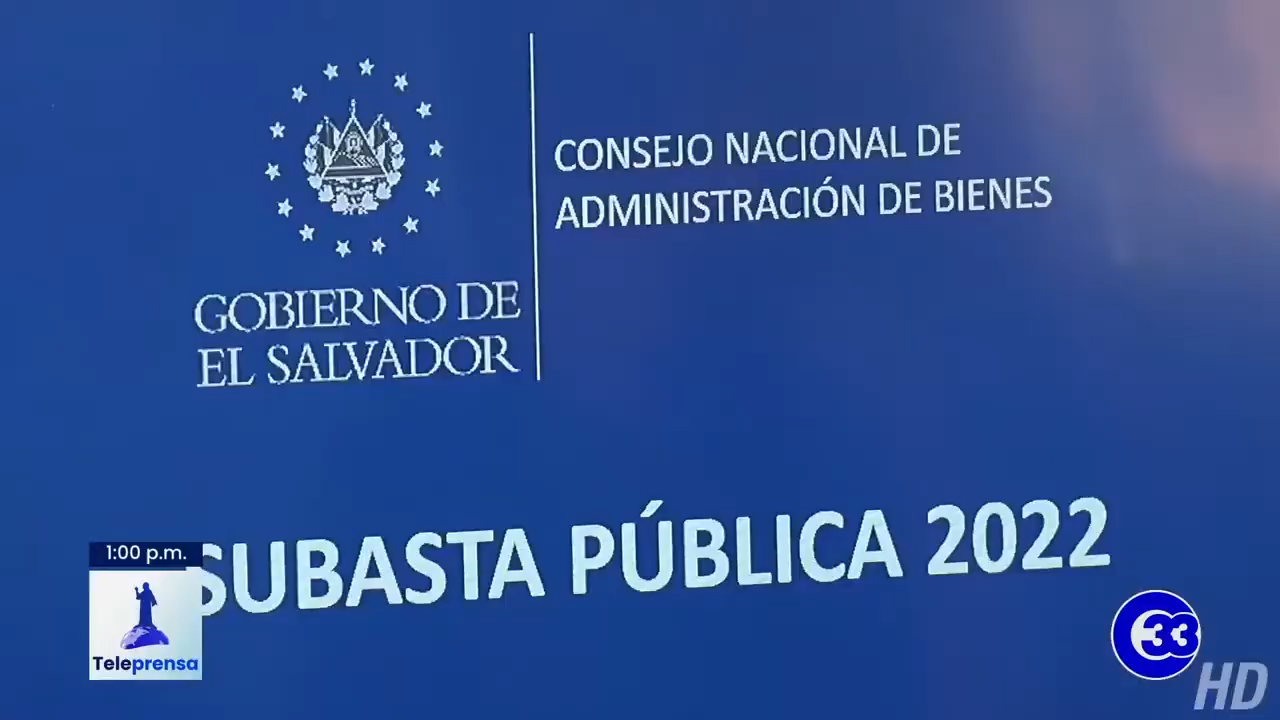 CONSEJO NACIONAL DE
ADMINISTRACIÓN DE BIENES
GOBIERNO DE
EL SALVADOR
SUBASTA PÚBLICA 2022
1:00 p.m.
Teleprensa
33
HD